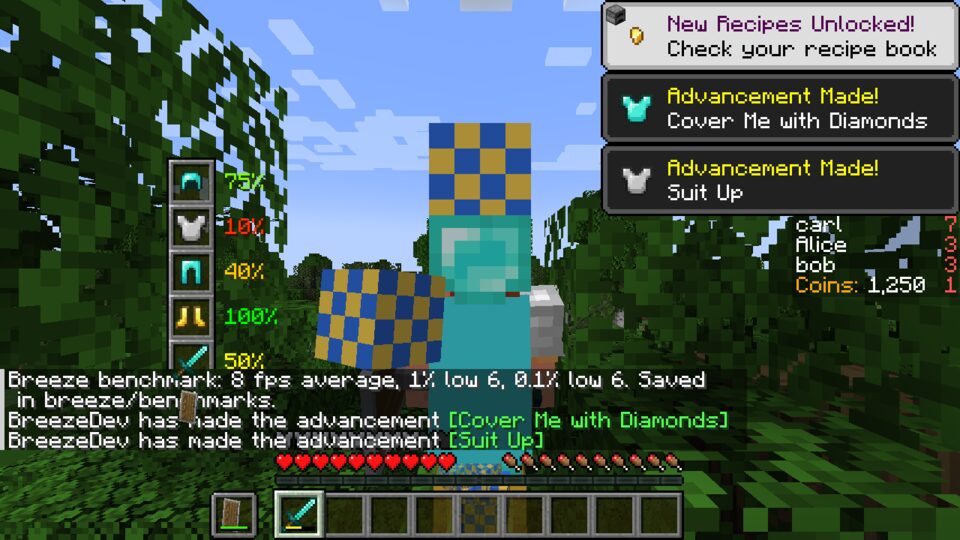 New Recipes Unlocked!
Check your recipe book
Advancement Made!
Cover Me with Diamonds
Advancement Made!
Suit Up
75%
10%
40%
100%
50%
carl 7
Alice 3
bob 3
Coins: 1,250 1
Breeze benchmark: 8 fps average, 1% low 6, 0.1% low 6. Saved
in breeze/benchmarks.
BreezeDev has made the advancement [Cover Me with Diamonds]
BreezeDev has made the advancement [Suit Up]